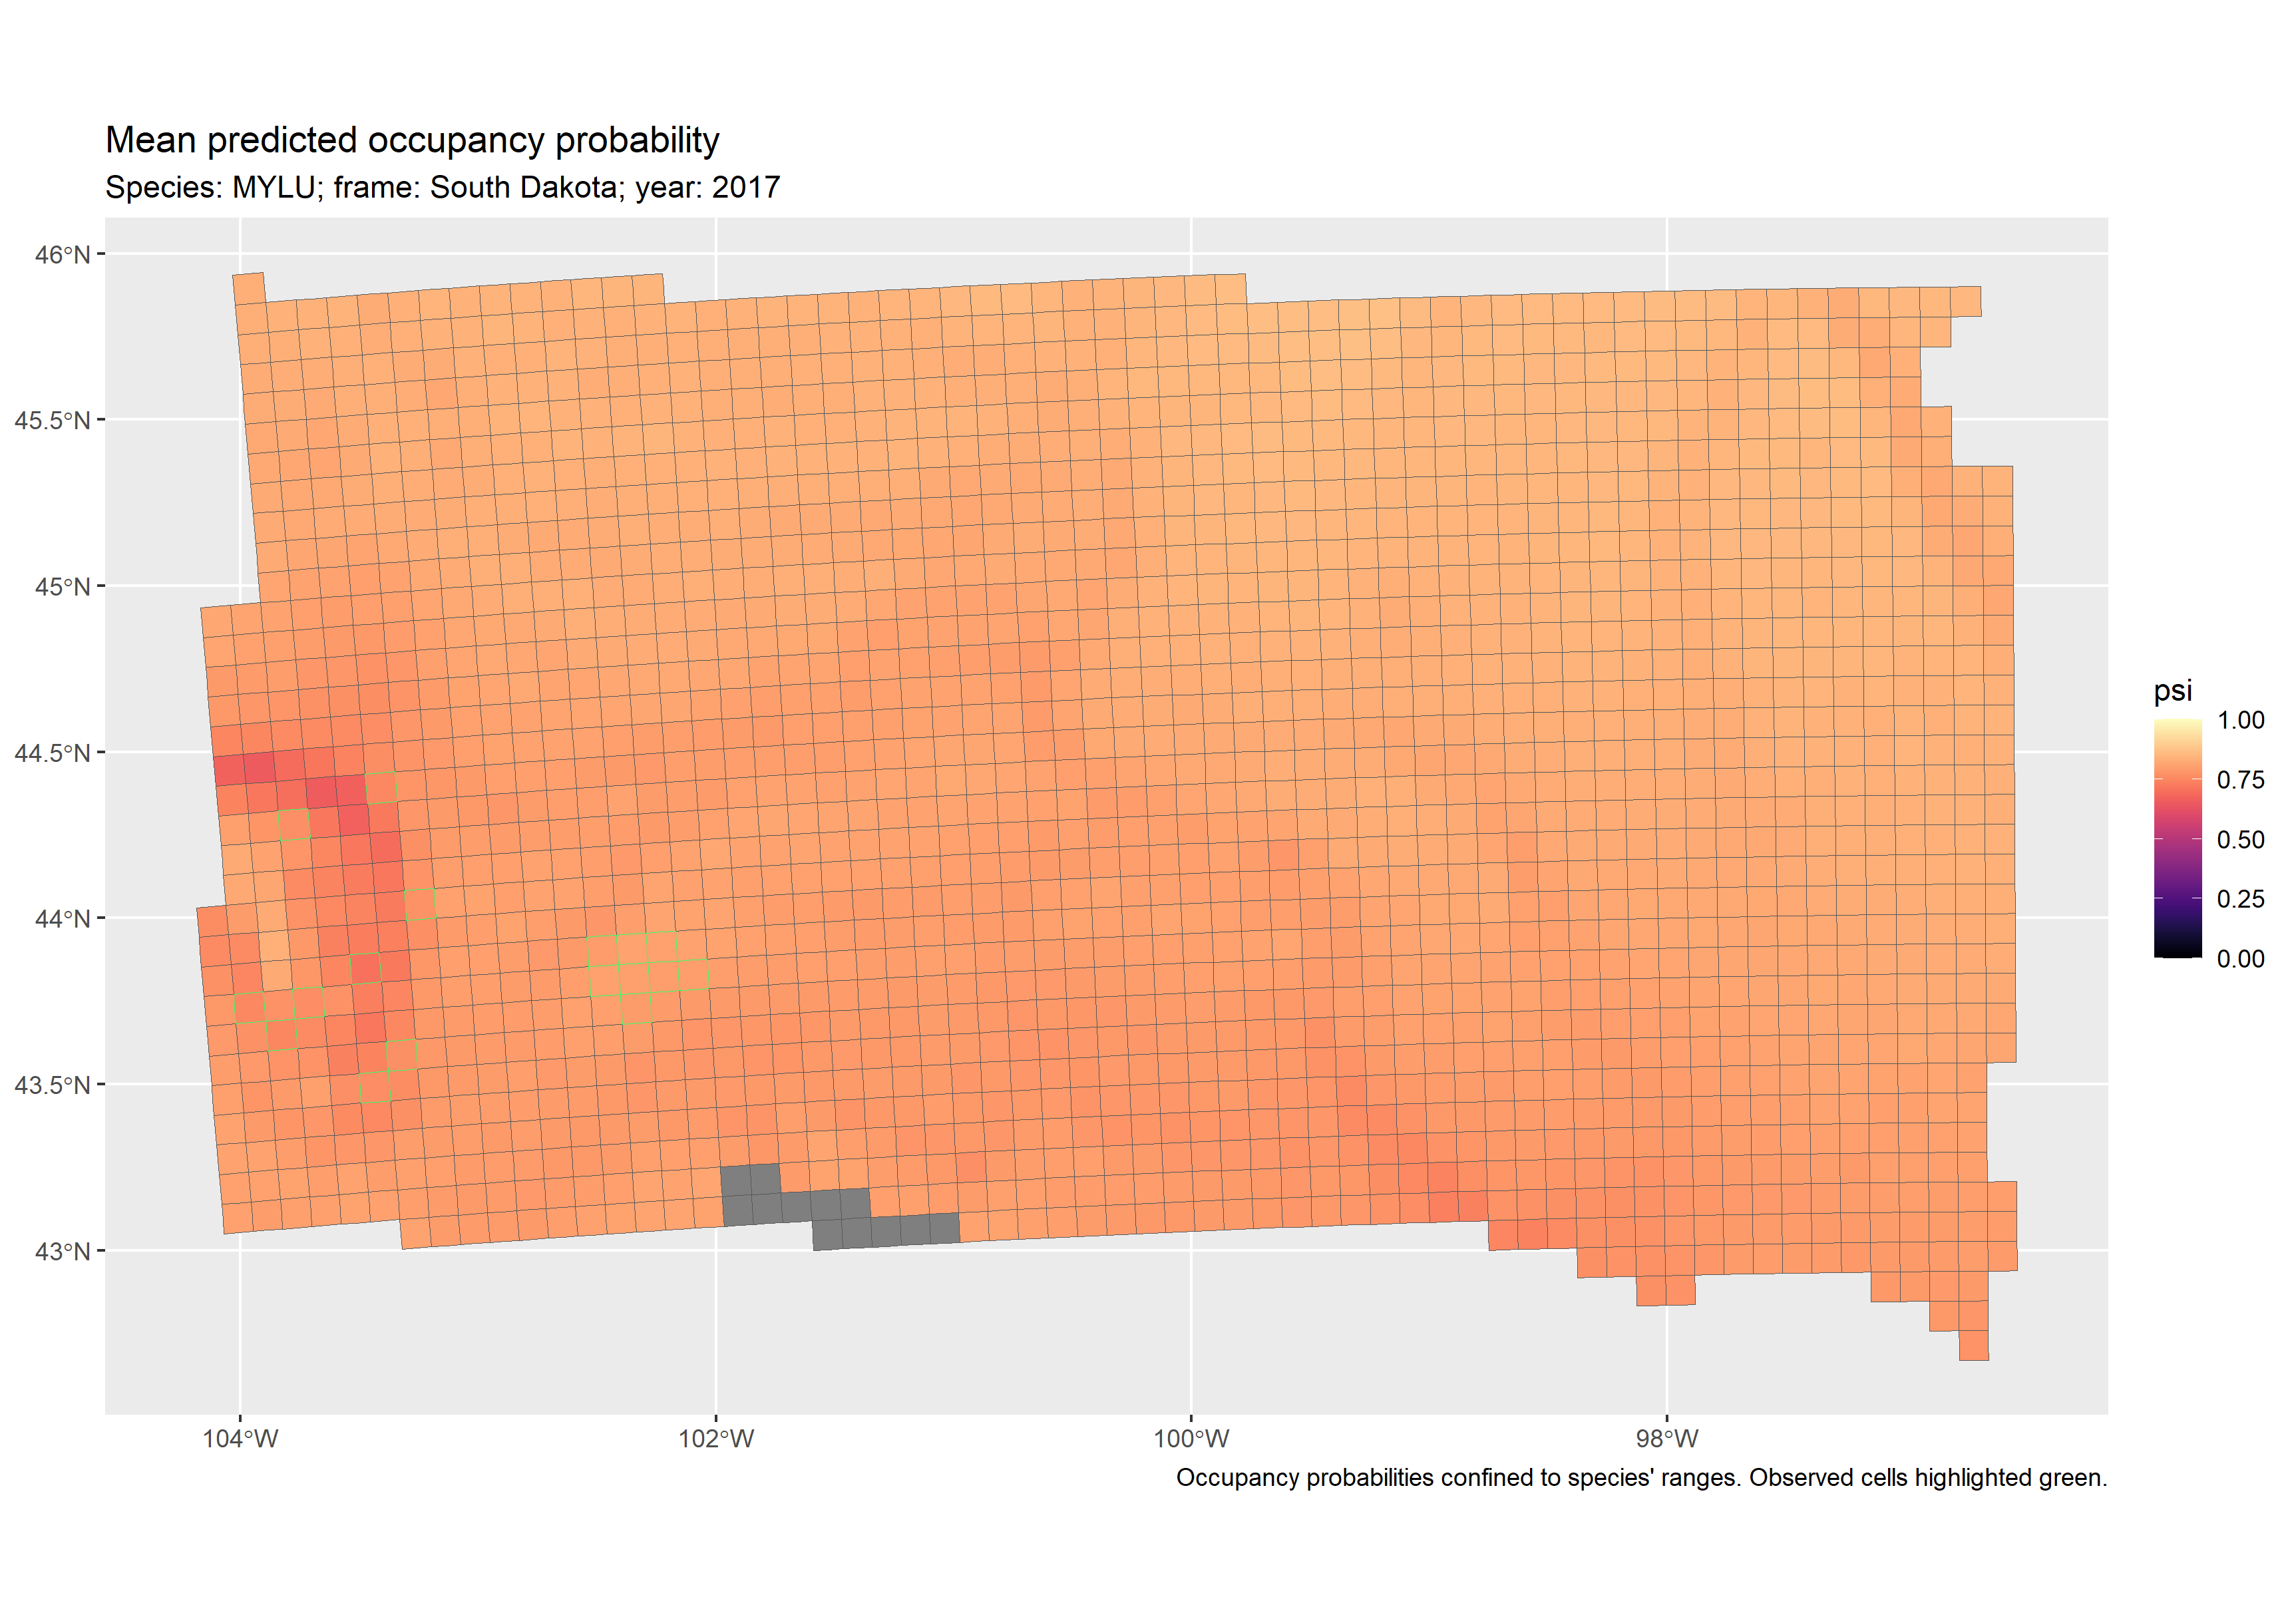 Mean predicted occupancy probability
Species: MYLU; frame: South Dakota; year: 2017
46°N
45.5°N
45°N
44.5°N
44°N
43.5°N
43°N
104°W
102°W
100°W
98°W
psi
1.00
0.75
0.50
0.25
0.00
Occupancy probabilities confined to species' ranges. Observed cells highlighted green.